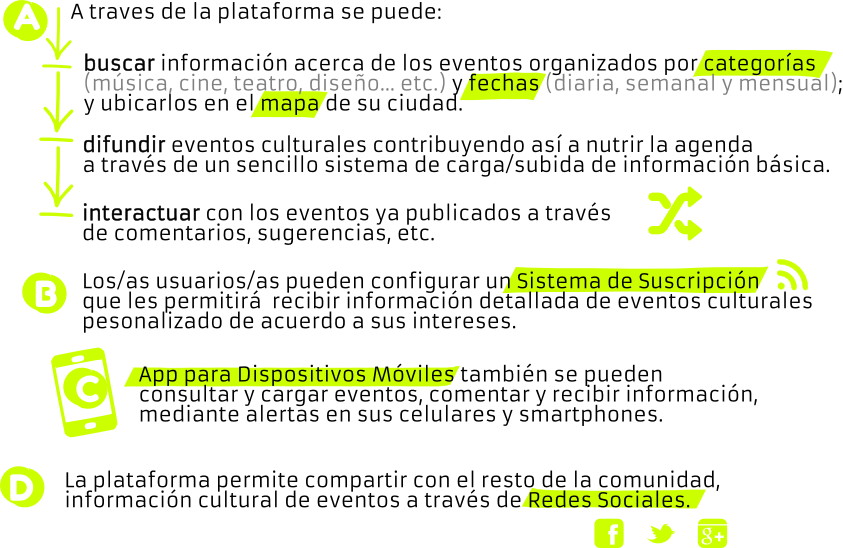 A
A traves de la plataforma se puede:
buscar información acerca de los eventos organizados por categorías
(música, cine, teatro, diseño... etc.) y fechas (diaria, semanal y mensual);
y ubicarlos en el mapa de su ciudad.
difundir eventos culturales contribuyendo así a nutrir la agenda
a través de un sencillo sistema de carga/subida de información básica.
interactuar con los eventos ya publicados a través
de comentarios, sugerencias, etc.
B
Los/as usuarios/as pueden configurar un Sistema de Suscripción
que les permitirá recibir información detallada de eventos culturales
pesonalizado de acuerdo a sus intereses.
C
App para Dispositivos Móviles también se pueden
consultar y cargar eventos, comentar y recibir información,
mediante alertas en sus celulares y smartphones.
D
La plataforma permite compartir con el resto de la comunidad,
información cultural de eventos a través de Redes Sociales.
f g+